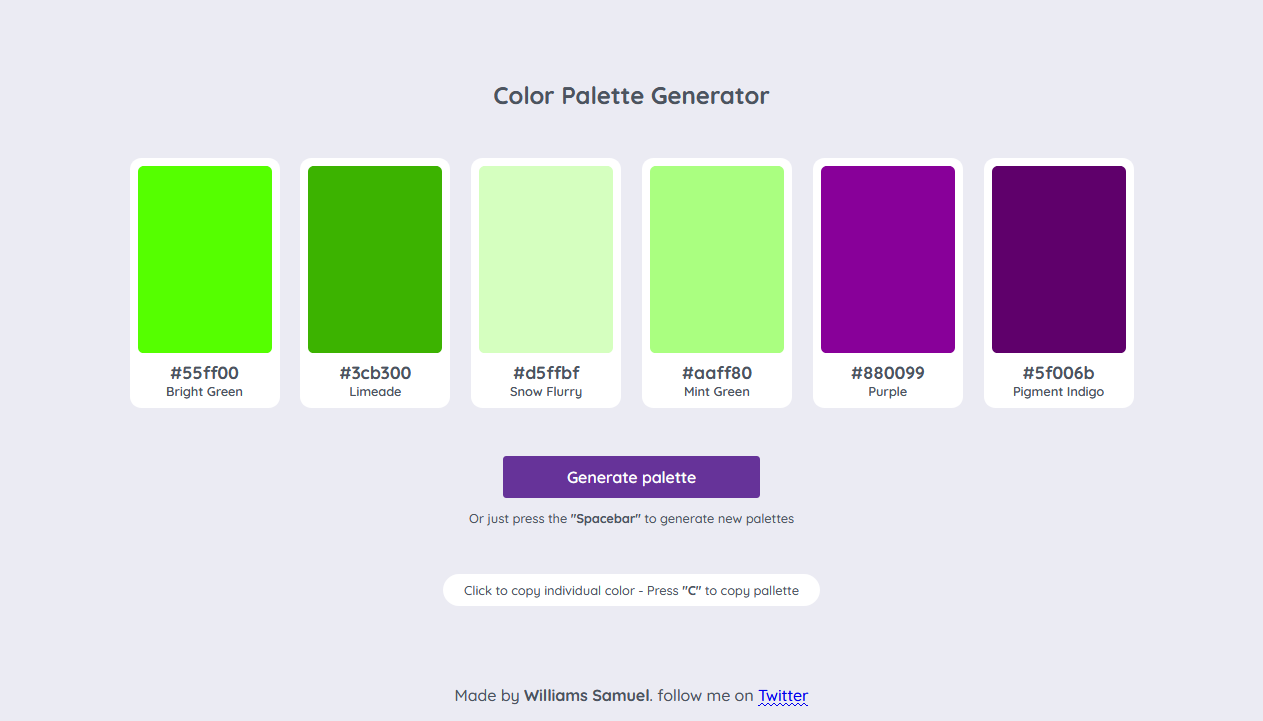 Color Palette Generator
#55ff00
Bright Green
#3cb300
Limeade
#d5ffbf
Snow Flurry
#aaff80
Mint Green
#880099
Purple
#5f006b
Pigment Indigo
Generate palette
Or just press the "Spacebar" to generate new palettes
Click to copy individual color - Press "C" to copy pallette
Made by Williams Samuel. follow me on Twitter